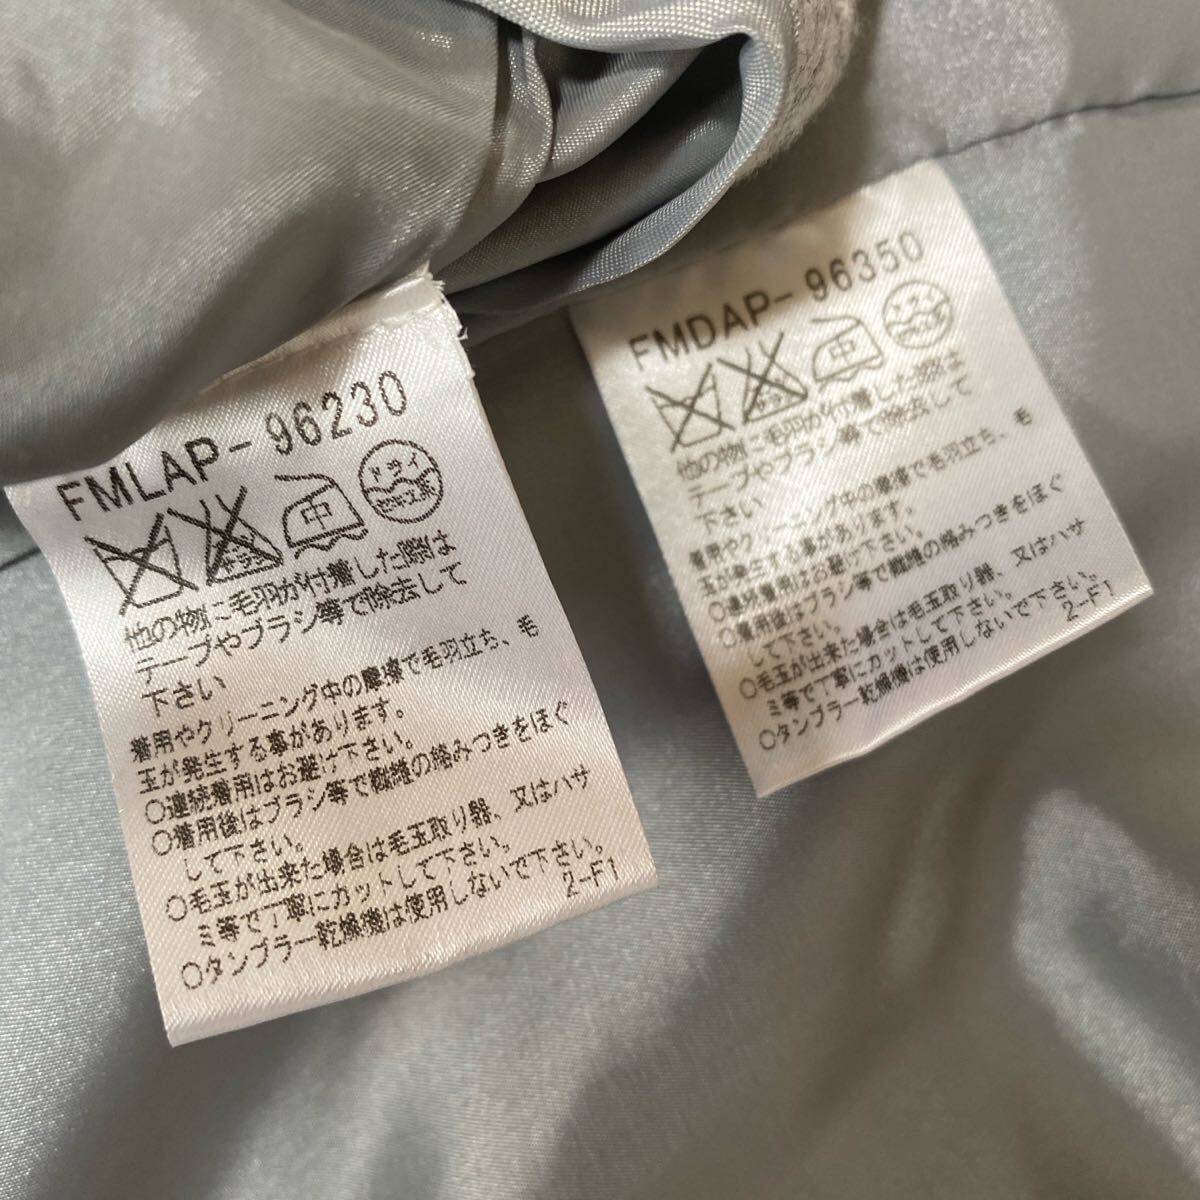 FMLAP-96230
エンソ
サラシ
中
ドライ
セキユ系
他の物に毛羽が付着した際は
テープやブラシ等で除去して
下さい
着用やクリーニング中の摩擦で毛羽立ち、毛
玉が発生する事があります。
○連続着用はお避け下さい。
○着用後はブラシ等で繊維の絡みつきをほぐ
して下さい。
○毛玉が出来た場合は毛玉取り器、又はハサ
ミ等で丁寧にカットして下さい。
○タンブラー乾燥機は使用しないで下さい。
2-F1
FMDAP-96350
中
ドライ
他の物に毛羽が付着した際は
テープやブラシ等で除去して
下さい
着用やクリーニング中の摩擦で毛羽立ち、毛
玉が発生する事があります。
○連続着用はお避け下さい。
○着用後はブラシ等で繊維の絡みつきをほぐ
して下さい。
○毛玉が出来た場合は毛玉取り器、又はハサ
ミ等で丁寧にカットして下さい。
○タンブラー乾燥機は使用しないで下さい。
2-F1